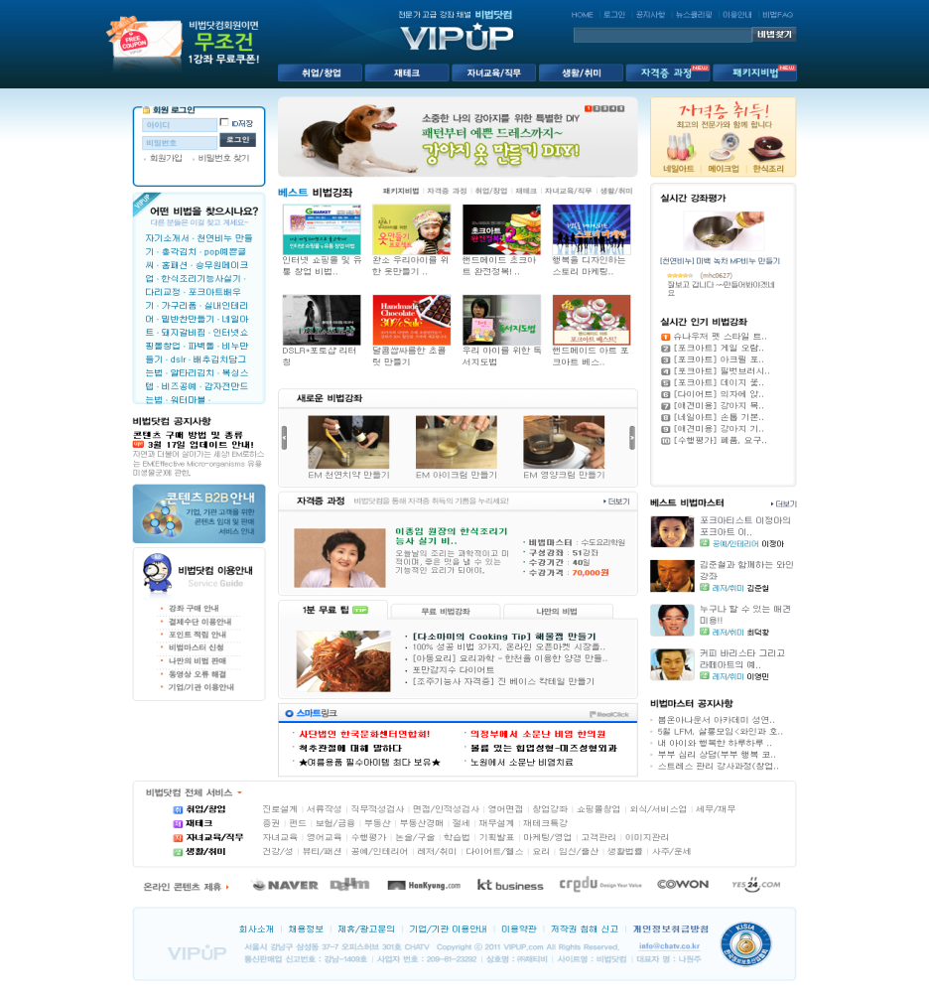 비법닷컴회원이면
무조건
1강좌 무료쿠폰!
FREE COUPON
전문가 고급 강좌 채널 비법닷컴
VIPUP
HOME 로그인 공지사항 뉴스클리핑 이용안내 비법FAQ
비법찾기
취업/창업 재테크 자녀교육/직무 생활/취미 자격증 과정 NEW 패키지비법 NEW
회원 로그인
아이디
ID저장
비밀번호
로그인
회원가입 비밀번호 찾기
소중한 나의 강아지를 위한 특별한 DIY
패턴부터 예쁜 드레스까지~
강아지 옷 만들기 DIY!
1 2 3 4 5
자격증 취득!
최고의 전문가와 함께 합니다
네일아트 메이크업 한식조리
VIPUP
어떤 비법을 찾으시나요?
다른 분들은 이걸 찾고 계세요~
자기소개서 · 천연비누 만들
기 · 총각김치 · pop예쁜글
씨 · 홈패션 · 승무원메이크
업 · 한식조리기능사실기 ·
다리교정 · 포크마트배우
기 · 가구리폼 · 실내인테리
어 · 밑반찬만들기 · 네일아
트 · 돼지갈비찜 · 인터넷쇼
핑몰창업 · 파벽돌 · 비누만
들기 · dslr · 배추김치담그
는법 · 알타리김치 · 복싱스
텝 · 비즈공예 · 감자전만드
는법 · 워터마블 ·
베스트 비법강좌
패키지비법 자격증 과정 취업/창업 재테크 자녀교육/직무 생활/취미
인터넷 쇼핑몰 및 유
통 창업 비법..
완소 우리아이를 위
한 옷만들기 ..
핸드메이드 초크아
트 완전정복! ..
행복을 디자인하는
스토리 마케팅..
Handmade Chocolate
30% Sale!
DSLR+포토샵 리터
칭
달콤쌉싸름한 초콜
릿 만들기
우리 아이를 위한 독
서지도법
핸드메이드 아트 포
크아트 베스..
실시간 강좌평가
[천연비누] 미백 녹차 MP비누 만들기
(mhc0627)
잘보고 갑니다 ~~만들어봐야겠네
요
실시간 인기 비법강좌
1 슈나우저 펫 스타일 트..
2 [포크아트] 게일 오람..
3 [포크아트] 아크릴 포..
4 [포크아트] 필벗브러시..
5 [포크아트] 데이지 꽃..
6 [다이어트] 의자에 앉..
7 [애견미용] 강아지 목..
8 [네일아트] 손톱 기본..
9 [애견미용] 강아지 기..
10 [수행평가] 폐품, 요구..
비법닷컴 공지사항
콘텐츠 구매 방법 및 종류
3월 17일 업데이트 안내!
자연과 더불어 살아가는 세상! EM로하스
는 EM(Effective Micro-organisms 유용
미생물군)에 관한,
콘텐츠B2B안내
기업, 기관 고객을 위한
콘텐츠 임대 및 판매
서비스 안내
비법닷컴 이용안내
Service Guide
강좌 구매 안내
결제수단 이용안내
포인트 적립 안내
비법마스터 신청
나만의 비법 판매
동영상 오류 해결
기업/기관 이용안내
새로운 비법강좌
EM 천연치약 만들기 EM 아이크림 만들기 EM 영양크림 만들기
자격증 과정 비법닷컴을 통해 자격증 취득의 기쁨을 누리세요! 더보기
이종임 원장의 한식조리기
능사 실기 비..
오늘날의 조리는 과학적이고 미
적이며, 좋은 맛을 낼 수 있는
기능적인 요리가 되어야,
비법마스터 : 수도요리학원
구성강좌 : 51강좌
수강기간 : 40일
수강가격 : 70,000원
1분 무료 팁 TIP 무료 비법강좌 나만의 비법
[다소마미의 Cooking Tip] 해물찜 만들기
100% 성공 비법 3가지, 온라인 오픈마켓 시장을..
[아동요리] 요리과학 - 한천을 이용한 양갱 만들..
포만감지수 다이어트
[조주기능사 자격증] 진 베이스 칵테일 만들기
스마트링크 RealClick
사단법인 한국문화센터연합회! 의정부에서 소문난 비염 한의원
척추관절에 대해 말하다 볼륨 있는 힙업성형-미즈성형외과
★여름용품 필수아이템 최다 보유★ 노원에서 소문난 비염치료
베스트 비법마스터 더보기
포크아티스트 이정아의
포크아트 이..
공예/인테리어 이정아
김준철과 함께하는 와인
강좌
레저/취미 김준철
누구나 할 수 있는 애견
미용!!
레저/취미 최덕황
커피 바리스타 그리고
라떼아트의 예..
레저/취미 이영민
비법마스터 공지사항
봄온아나운서 아카데미 성연..
5월 LFM, 살롱모임<와인과 호..
내 아이와 행복한 하루하루 ..
부부 심리 상담(부부 행복 코..
스트레스 관리 강사과정(창업..
비법닷컴 전체 서비스
취업/창업 진로설계 서류작성 직무적성검사 면접/인적성검사 영어면접 창업강좌 쇼핑몰창업 외식/서비스업 세무/재무
재테크 증권 펀드 보험/금융 부동산 부동산경매 절세 재무설계 재테크특강
자녀교육/직무 자녀교육 영어교육 수행평가 논술/구술 학습법 기획발표 마케팅/영업 고객관리 이미지관리
생활/취미 건강/성 뷰티/패션 공예/인테리어 레저/취미 다이어트/헬스 요리 임신/출산 생활법률 사주/운세
온라인 콘텐츠 제휴 NAVER Daum HanKyung.com kt business crepu Design Your Value COWON YES24.COM
회사소개 채용정보 제휴/광고문의 기업/기관 이용안내 이용약관 저작권 침해 신고 개인정보취급방침
VIPUP
서울시 강남구 삼성동 37-7 오피스허브 301호 CHATV Copyright ⓒ 2011 VIPUP.com All Rights Reserved. info@chatv.co.kr
통신판매업 신고번호 : 강남-1409호 사업자 번호 : 209-81-23292 상호명 : ㈜채티비 사이트명 : 비법닷컴 대표자 명 : 나원주
KISIA